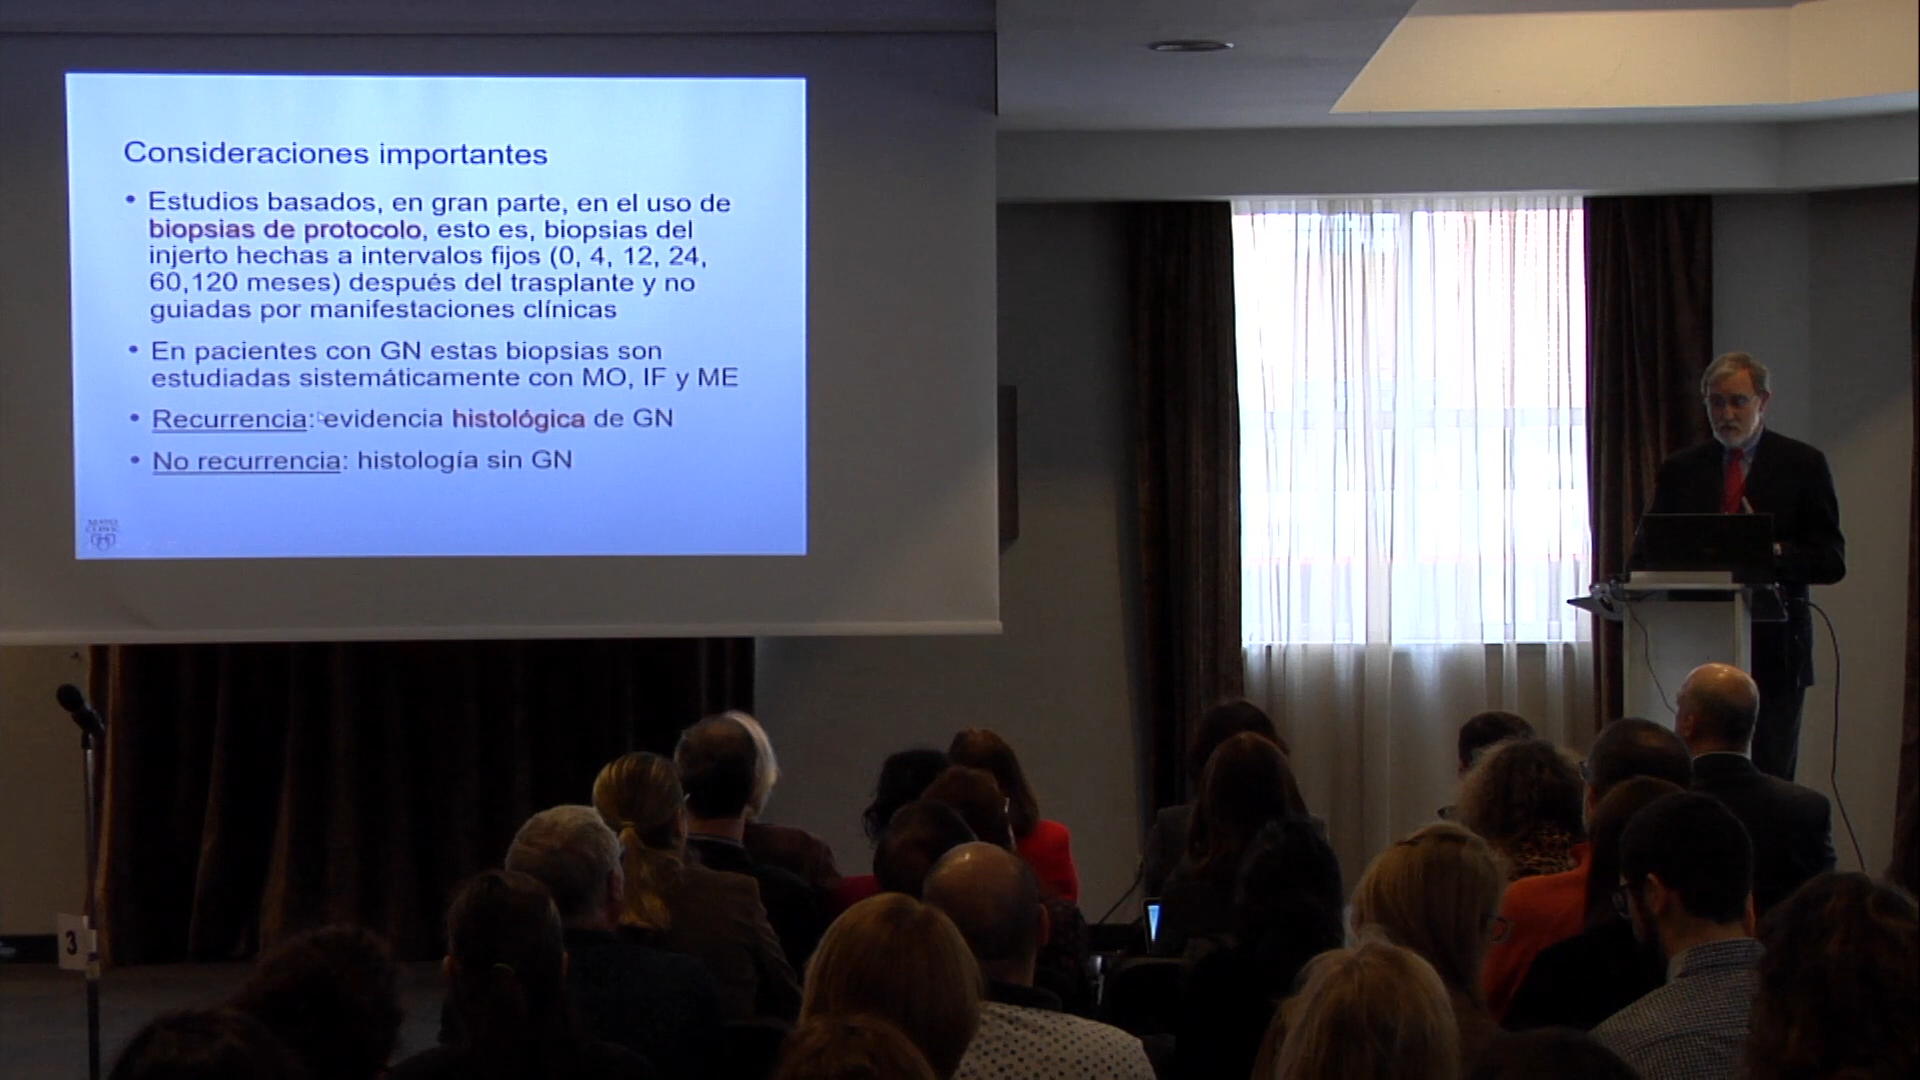 Consideraciones importantes
• Estudios basados, en gran parte, en el uso de
biopsias de protocolo, esto es, biopsias del
injerto hechas a intervalos fijos (0, 4, 12, 24,
60,120 meses) después del trasplante y no
guiadas por manifestaciones clínicas
• En pacientes con GN estas biopsias son
estudiadas sistemáticamente con MO, IF y ME
• Recurrencia: evidencia histológica de GN
• No recurrencia: histología sin GN
MAYO
CLINIC
3